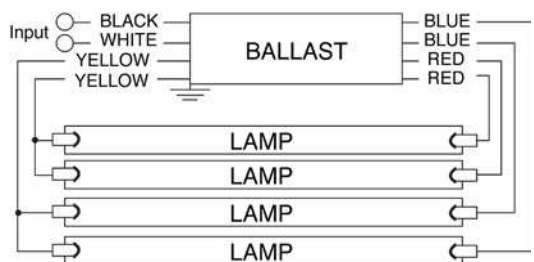 BLACK
Input
WHITE
YELLOW
YELLOW
BALLAST
BLUE
BLUE
RED
RED
LAMP
LAMP
LAMP
LAMP